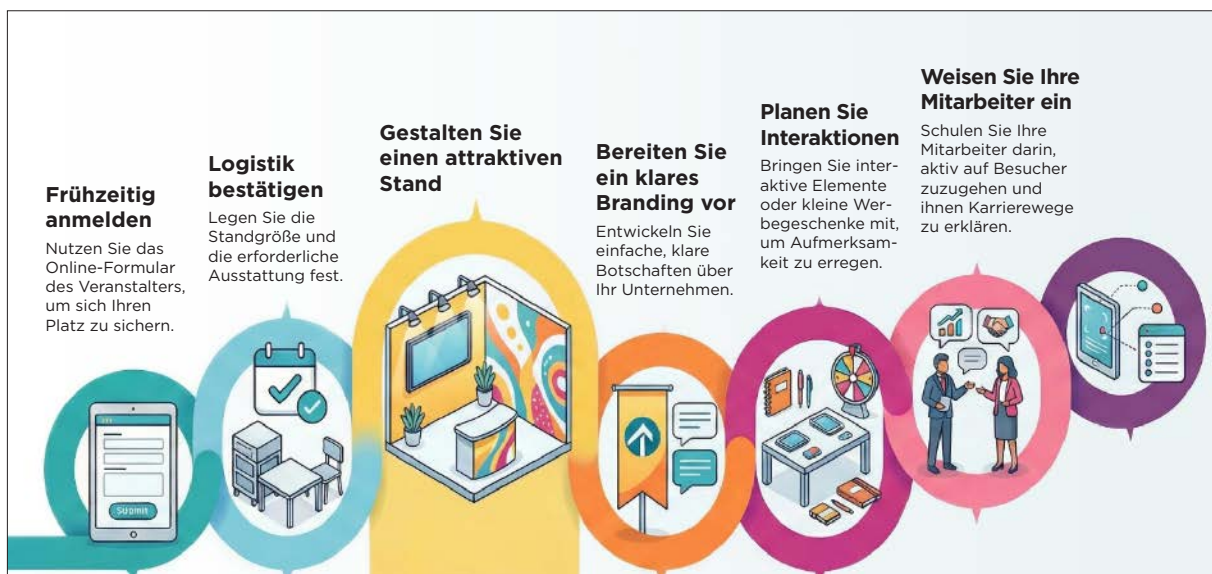 Frühzeitig
anmelden
Nutzen Sie das
Online-Formular
des Veranstalters,
um sich Ihren
Platz zu sichern.
Submit
Logistik
bestätigen
Legen Sie die
Standgröße und
die erforderliche
Ausstattung fest.
Gestalten Sie
einen attraktiven
Stand
Bereiten Sie
ein klares
Branding vor
Entwickeln Sie
einfache, klare
Botschaften über
Ihr Unternehmen.
Planen Sie
Interaktionen
Bringen Sie inter-
aktive Elemente
oder kleine Wer-
begeschenke mit,
um Aufmerksam-
keit zu erregen.
Weisen Sie Ihre
Mitarbeiter ein
Schulen Sie Ihre
Mitarbeiter darin,
aktiv auf Besucher
zuzugehen und
ihnen Karrierewege
zu erklären.